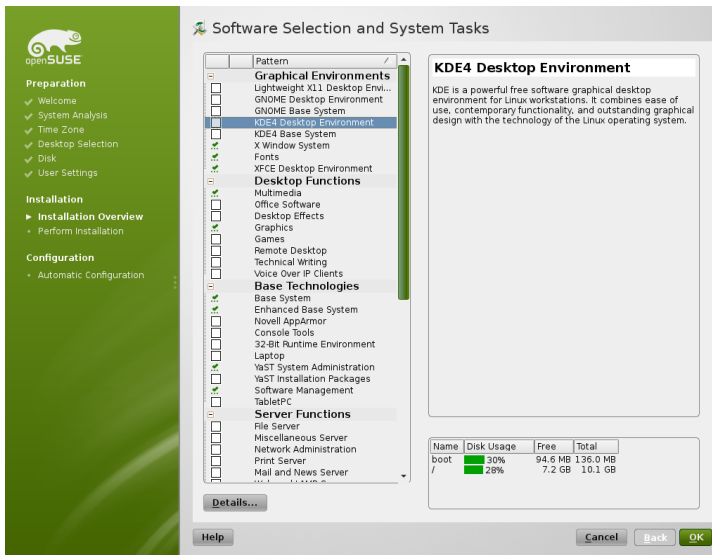 openSUSE
Preparation
Welcome
System Analysis
Time Zone
Desktop Selection
Disk
User Settings
Installation
Installation Overview
Perform Installation
Configuration
Automatic Configuration
Software Selection and System Tasks
Pattern
Graphical Environments
Lightweight X11 Desktop Envi...
GNOME Desktop Environment
GNOME Base System
KDE4 Desktop Environment
KDE4 Base System
X Window System
Fonts
XFCE Desktop Environment
Desktop Functions
Multimedia
Office Software
Desktop Effects
Graphics
Games
Remote Desktop
Technical Writing
Voice Over IP Clients
Base Technologies
Base System
Enhanced Base System
Novell AppArmor
Console Tools
32-Bit Runtime Environment
Laptop
YaST System Administration
YaST Installation Packages
Software Management
TabletPC
Server Functions
File Server
Miscellaneous Server
Network Administration
Print Server
Mail and News Server
Details...
KDE4 Desktop Environment
KDE is a powerful free software graphical desktop
environment for Linux workstations. It combines ease of
use, contemporary functionality, and outstanding graphical
design with the technology of the Linux operating system.
Name Disk Usage Free Total
boot 30% 94.6 MB 136.0 MB
/ 28% 7.2 GB 10.1 GB
Help
Cancel Back OK